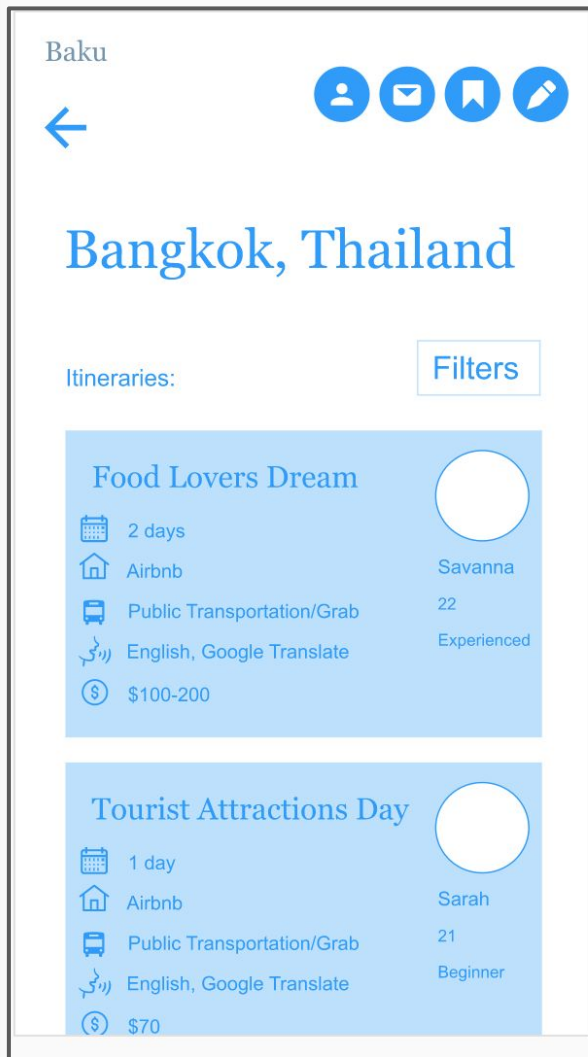 Baku
Bangkok, Thailand
Itineraries:
Filters
Food Lovers Dream
2 days
Airbnb
Public Transportation/Grab
English, Google Translate
$100-200
Savanna
22
Experienced
Tourist Attractions Day
1 day
Airbnb
Public Transportation/Grab
English, Google Translate
$70
Sarah
21
Beginner